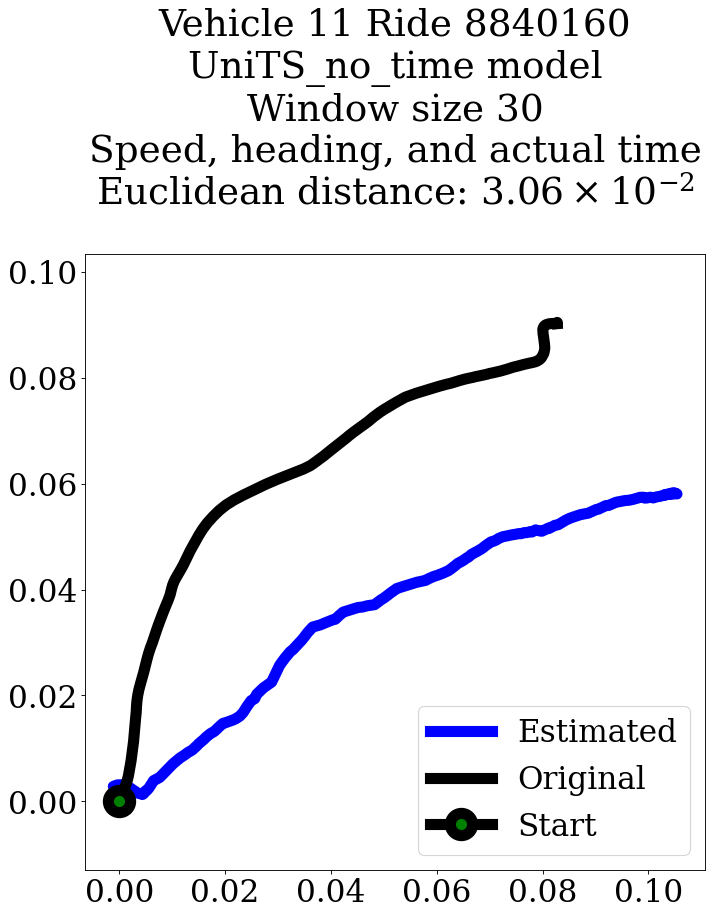 Vehicle 11 Ride 8840160
UniTS_no_time model
Window size 30
Speed, heading, and actual time
Euclidean distance: 3.06 × 10⁻²
0.10
0.08
0.06
0.04
0.02
0.00
Estimated
Original
Start
0.00 0.02 0.04 0.06 0.08 0.10